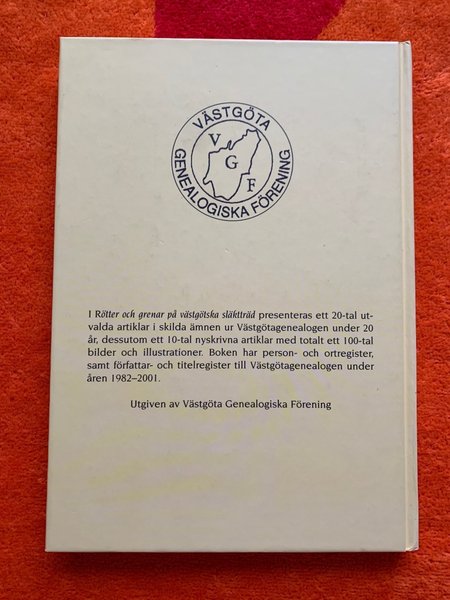 VÄSTGÖTA
V
G
F
GENEALOGISKA FÖRENING
I Rötter och grenar på västgötska släktträd presenteras ett 20-tal ut-
valda artiklar i skilda ämnen ur Västgötagenealogen under 20
år, dessutom ett 10-tal nyskrivna artiklar med totalt ett 100-tal
bilder och illustrationer. Boken har person- och ortregister,
samt författar- och titelregister till Västgötagenealogen under
åren 1982–2001.
Utgiven av Västgöta Genealogiska Förening